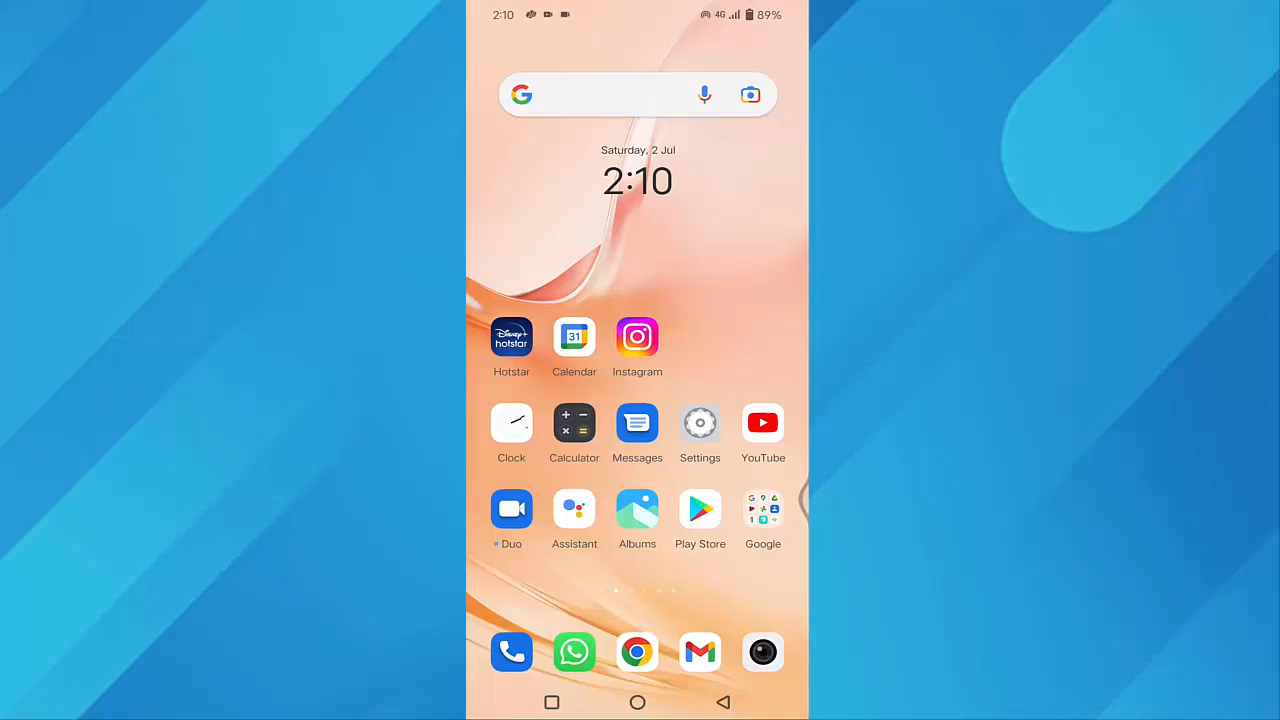 2:10 4G 89%
Saturday, 2 Jul
2:10
Disney+ hotstar
31
Hotstar Calendar Instagram
Clock Calculator Messages Settings YouTube
Duo Assistant Albums Play Store Google